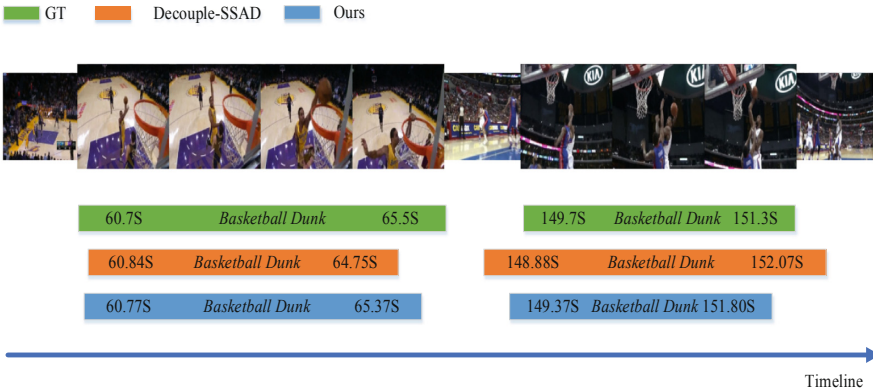 GT Decouple-SSAD Ours
KIA KIA
60.7S Basketball Dunk 65.5S 149.7S Basketball Dunk 151.3S
60.84S Basketball Dunk 64.75S 148.88S Basketball Dunk 152.07S
60.77S Basketball Dunk 65.37S 149.37S Basketball Dunk 151.80S
Timeline